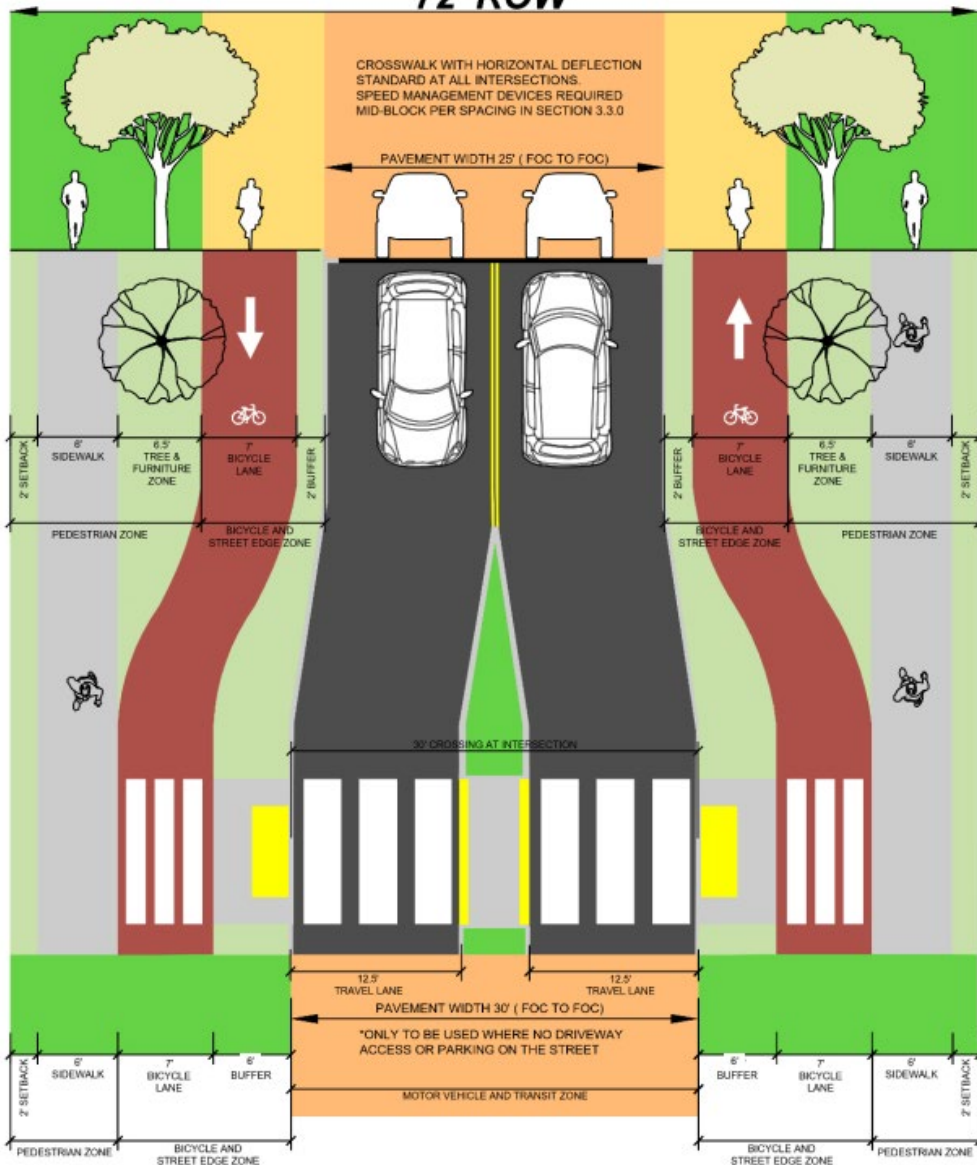 72' ROW
CROSSWALK WITH HORIZONTAL DEFLECTION
STANDARD AT ALL INTERSECTIONS.
SPEED MANAGEMENT DEVICES REQUIRED
MID-BLOCK PER SPACING IN SECTION 3.3.0
PAVEMENT WIDTH 25' ( FOC TO FOC)
2' SETBACK
6'
SIDEWALK
6.5'
TREE &
FURNITURE
ZONE
7'
BICYCLE
LANE
2' BUFFER
2' BUFFER
7'
BICYCLE
LANE
6.5'
TREE &
FURNITURE
ZONE
6'
SIDEWALK
2' SETBACK
PEDESTRIAN ZONE
BICYCLE AND
STREET EDGE ZONE
BICYCLE AND
STREET EDGE ZONE
PEDESTRIAN ZONE
30' CROSSING AT INTERSECTION
12.5'
TRAVEL LANE
12.5'
TRAVEL LANE
PAVEMENT WIDTH 30' ( FOC TO FOC)
*ONLY TO BE USED WHERE NO DRIVEWAY
ACCESS OR PARKING ON THE STREET
2' SETBACK
6'
SIDEWALK
7'
BICYCLE
LANE
6'
BUFFER
MOTOR VEHICLE AND TRANSIT ZONE
6'
BUFFER
7'
BICYCLE
LANE
6'
SIDEWALK
2' SETBACK
PEDESTRIAN ZONE
BICYCLE AND
STREET EDGE ZONE
BICYCLE AND
STREET EDGE ZONE
PEDESTRIAN ZONE